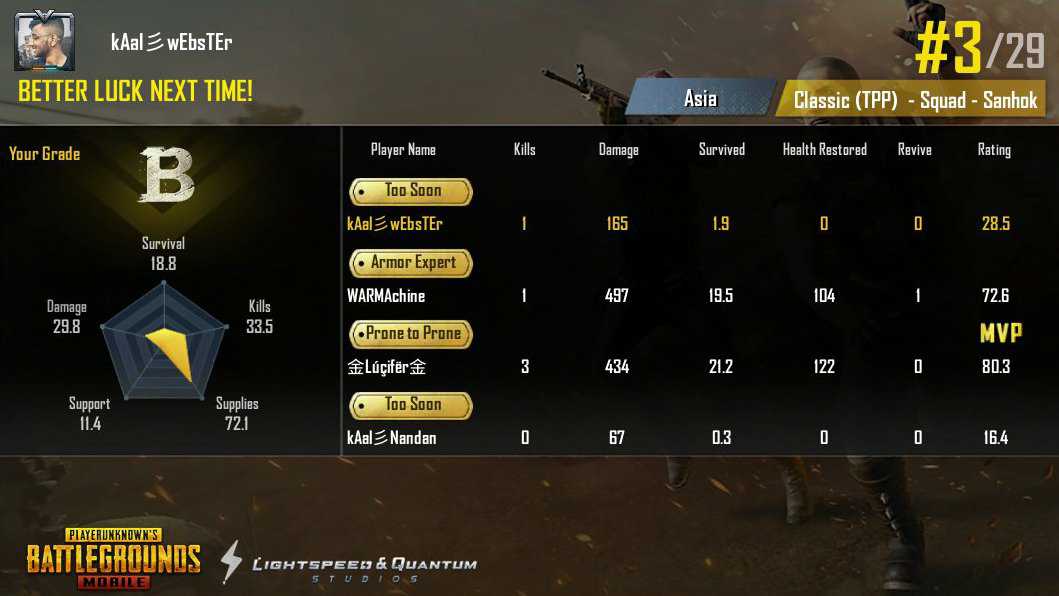 kAal彡wEbsTEr
BETTER LUCK NEXT TIME!
#3/29
Asia
Classic (TPP) - Squad - Sanhok
Your Grade
B
Survival
18.8
Damage
29.8
Kills
33.5
Support
11.4
Supplies
72.1
Player Name Kills Damage Survived Health Restored Revive Rating
Too Soon
kAal彡wEbsTEr 1 165 1.9 0 0 28.5
Armor Expert
WARMAchine 1 497 19.5 104 1 72.6
Prone to Prone MVP
金Lúçifër金 3 434 21.2 122 0 80.3
Too Soon
kAal彡Nandan 0 67 0.3 0 0 16.4
PLAYERUNKNOWN'S
BATTLEGROUNDS
MOBILE
LIGHTSPEED & QUANTUM
STUDIOS